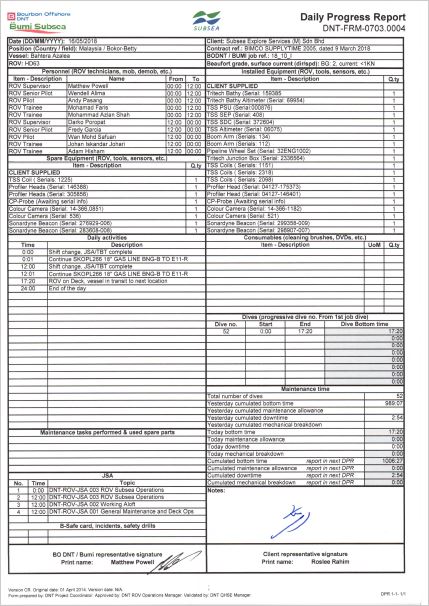 Bourbon Offshore
DNT
Bumi Subsea
SUBSEA
Daily Progress Report
DNT-FRM-0703.0004
Date (DD/MM/YYYY): 16/05/2018
Client: Subsea Explore Services (M) Sdn Bhd
Position (Country / field): Malaysia / Bokor-Betty
Contract ref.: BIMCO SUPPLYTIME 2005, dated 9 March 2018
Vessel: Bahtera Azalea
BODNT / BUMI job ref.: 18_10_I
ROV: HD63
Beaufort grade, surface current (dirspd): BG: 2, current: <1KN
Personnel (ROV technicians, mob, demob, etc.)
Installed Equipment (ROV, tools, sensors, etc.)
Item - Description Name From To
Item - Description Q.ty
ROV Supervisor Matthew Powell 00:00 12:00
ROV Senior Pilot Wendell Alima 00:00 12:00
ROV Pilot Andy Pasang 00:00 12:00
ROV Trainee Mohamad Faris 00:00 12:00
ROV Trainee Mohammad Azian Shah 00:00 12:00
ROV Supervisor Darko Poropat 12:00 00:00
ROV Senior Pilot Fredy Garcia 12:00 00:00
ROV Pilot Wan Mohd Safuan 12:00 00:00
ROV Trainee Johan Iskander Johari 12:00 00:00
ROV Trainee Adam Hisham 12:00 00:00
CLIENT SUPPLIED
Tritech Bathy (Serial: 159385 1
Tritech Bathy Altimeter (Serial: 69954) 1
TSS PSU (Serial:000876) 1
TSS SEP (Serial: 408) 1
TSS SDC (Serial: 372604) 1
TSS Altimeter (Serial: 06075) 1
Boom Arm (Serial: 134) 1
Boom Arm (Serial: 112) 1
Pipeline Wheel Set (Serial: 32ENG1002) 1
Tritech Junction Box (Serial: 2336564) 1
TSS Coils ( Serials: 1151) 1
TSS Coils ( Serials: 2318) 1
TSS Coils ( Serials: 2098) 1
Profiler Head (Serials: 04127-175373) 1
Profiler Head (Serials: 04127-146401) 1
CP-Probe (Awaiting serial info) 1
Colour Camera (Serial: 14-366-1182) 1
Colour Camera (Serial: 521) 1
Sonardyne Beacon (Serial: 299358-009) 1
Sonardyne Beacon (Serial: 298907-007) 1
Spare Equipment (ROV, tools, sensors, etc.)
Item - Description Q.ty
CLIENT SUPPLIED
TSS Coil ( Serials: 1225) 1
Profiler Heads (Serial: 146388) 1
Profiler Heads (Serial: 305856) 1
CP-Probe (Awaiting serial info) 1
Colour Camera (Serial: 14-366,0851) 1
Colour Camera (Serial: 536) 1
Sonardyne Beacon (Serial: 276929-006) 1
Sonardyne Beacon (Serial: 283608-008) 1
Daily activities
Consumables (cleaning brushes, DVDs, etc.)
Time Description
Item - Description UoM Q.ty
0:00 Shift change, JSA/TBT complete
0:01 Continue SKOPL266 18" GAS LINE BNG-B TO E11-R
12:00 Shift change, JSA/TBT complete
12:01 Continue SKOPL266 18" GAS LINE BNG-B TO E11-R
17:20 ROV on Deck, vessel in transit to next location
24:00 End of the day
Dives (progressive dive no. From 1st job dive)
Dive no. Start End Dive Bottom time
52 0:00 17:20 17:20
0:00
0:00
0:00
0:00
0:00
0:00
Maintenance time
Total number of dives 52
Yesterday cumulated bottom time 989:07
Yesterday cumulated maintenance allowance
Yesterday cumulated downtime 2:54
Yesterday cumulated mechanical breakdown
Maintenance tasks performed & used spare parts
Today bottom time 17:20
Today maintenance allowance 0:00
Today downtime 0:00
Today mechanical breakdown 0:00
Cumulated bottom time report in next DPR 1006:27
Cumulated maintenance allowance report in next DPR 0:00
Cumulated downtime report in next DPR 2:54
Cumulated mechanical breakdown report in next DPR 0:00
JSA
No. Time Topic
1 0:00 DNT-ROV-JSA 003 ROV Subsea Operations
2 12:00 DNT-ROV-JSA 003 ROV Subsea Operations
3 12:00 DNT-ROV-JSA 002 Working Aloft
4 12:00 DNT-ROV-JSA 001 General Maintenance and Deck Ops
Notes:
B-Safe card, incidents, safety drills
BO DNT / Bumi representative signature
Print name: Matthew Powell
Client representative signature
Print name: Roslee Rahim
Version C9. Original date: 01 April 2014. Version date: N/A.
Form prepared by: DNT Project Coordinator; Approved by: DNT ROV Operations Manager; Validated by: DNT QHSE Manager.
DPR 1-1- 1/1